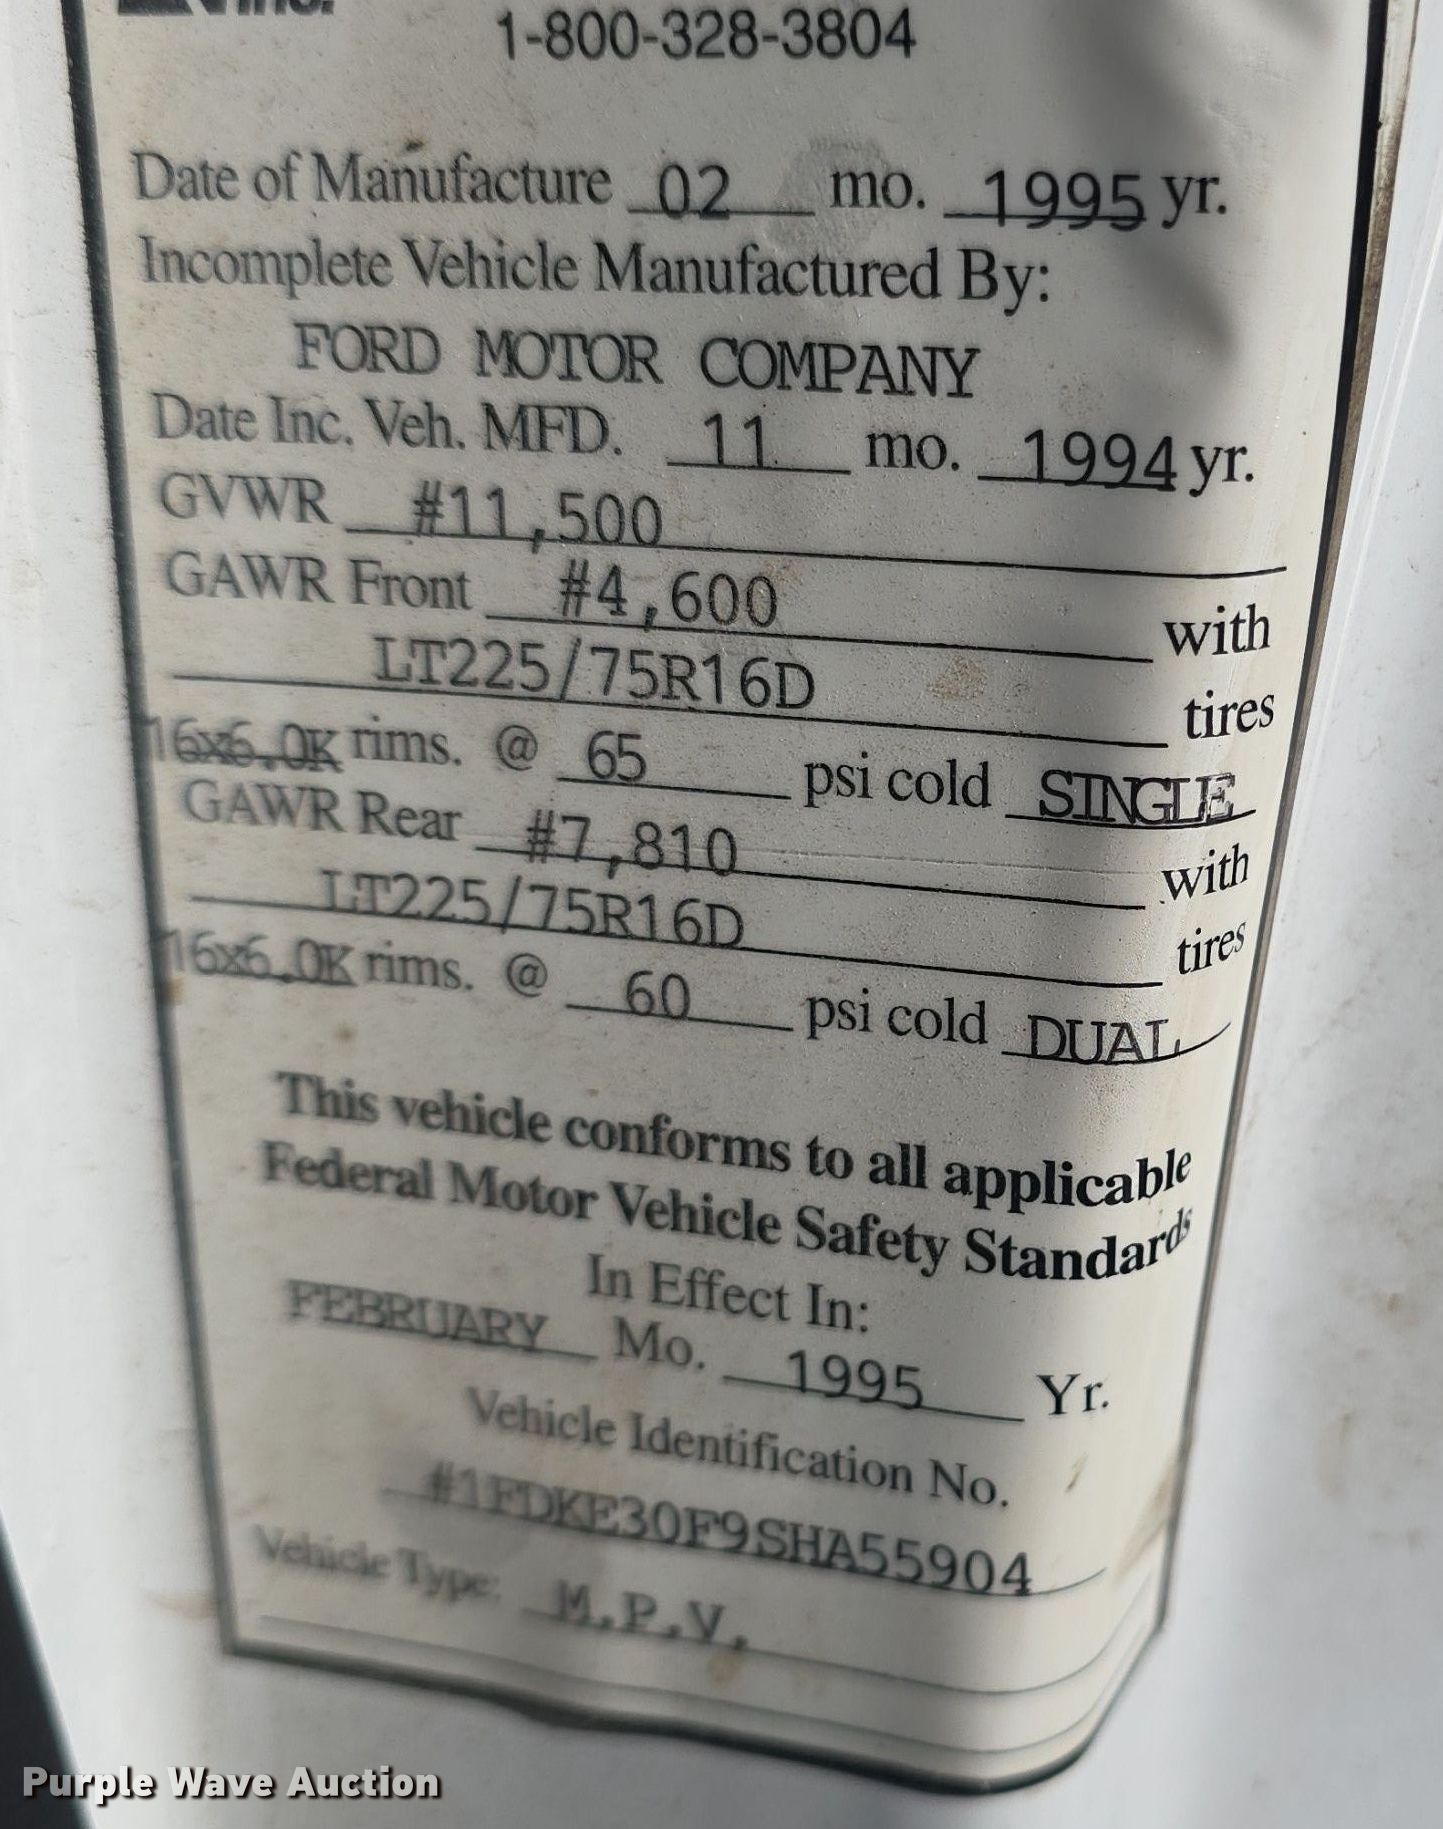 Inc.
1-800-328-3804
Date of Manufacture 02 mo. 1995 yr.
Incomplete Vehicle Manufactured By:
FORD MOTOR COMPANY
Date Inc. Veh. MFD. 11 mo. 1994 yr.
GVWR #11,500
GAWR Front #4,600 with
LT225/75R16D tires
16x6.0K rims. @ 65 psi cold SINGLE
GAWR Rear #7,810 with
LT225/75R16D tires
16x6.0K rims. @ 60 psi cold DUAL
This vehicle conforms to all applicable
Federal Motor Vehicle Safety Standards
In Effect In:
FEBRUARY Mo. 1995 Yr.
Vehicle Identification No.
#1FDKE30F9SHA55904
Vehicle Type: M.P.V.
Purple Wave Auction